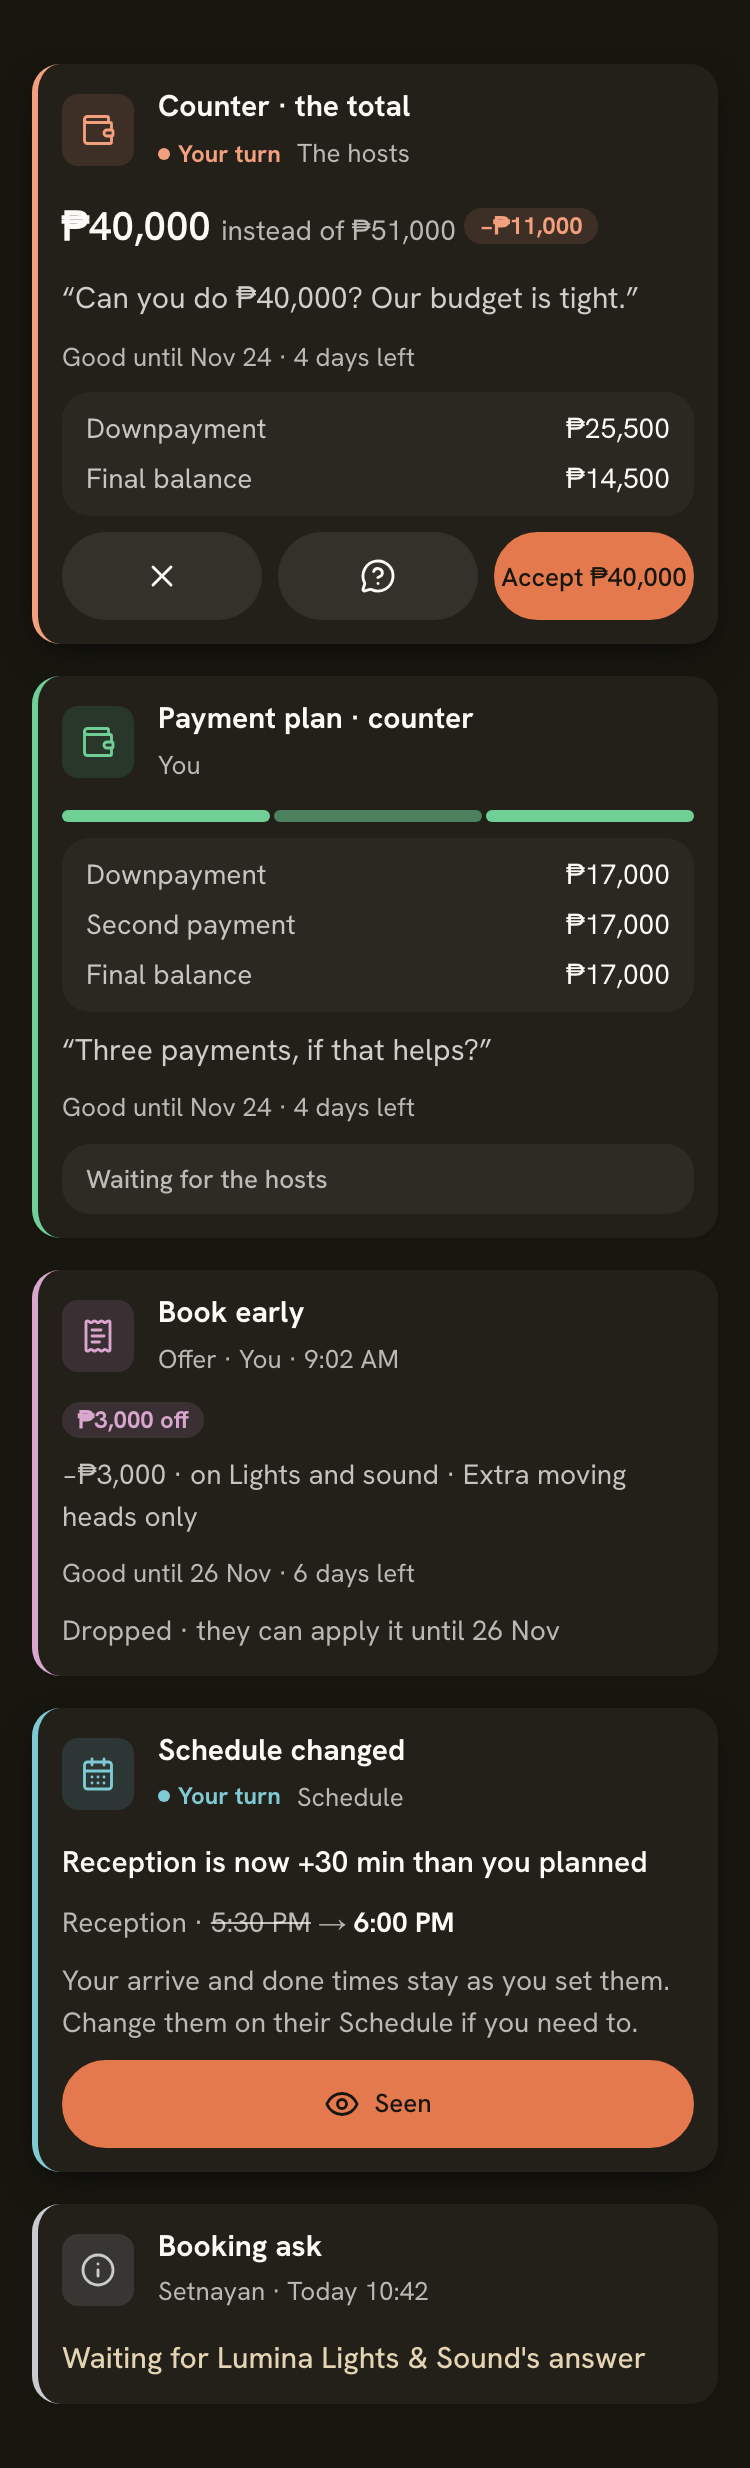 Counter · the total
Your turn The hosts
₱40,000 instead of ₱51,000 −₱11,000
“Can you do ₱40,000? Our budget is tight.”
Good until Nov 24 · 4 days left
Downpayment ₱25,500
Final balance ₱14,500
Accept ₱40,000
Payment plan · counter
You
Downpayment ₱17,000
Second payment ₱17,000
Final balance ₱17,000
“Three payments, if that helps?”
Good until Nov 24 · 4 days left
Waiting for the hosts
Book early
Offer · You · 9:02 AM
₱3,000 off
−₱3,000 · on Lights and sound · Extra moving
heads only
Good until 26 Nov · 6 days left
Dropped · they can apply it until 26 Nov
Schedule changed
Your turn Schedule
Reception is now +30 min than you planned
Reception · 5:30 PM → 6:00 PM
Your arrive and done times stay as you set them.
Change them on their Schedule if you need to.
Seen
Booking ask
Setnayan · Today 10:42
Waiting for Lumina Lights & Sound's answer